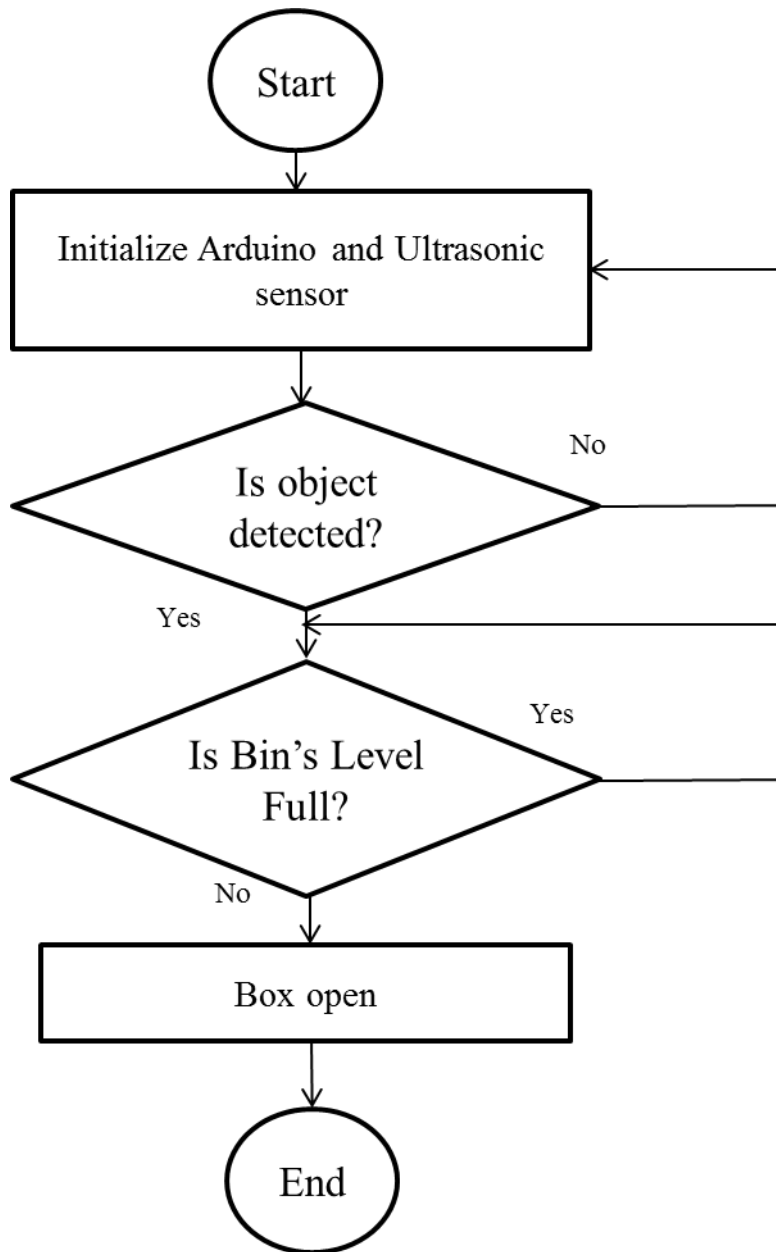 Start
Initialize Arduino and Ultrasonic
sensor
No
Is object
detected?
Yes
Yes
Is Bin’s Level
Full?
No
Box open
End